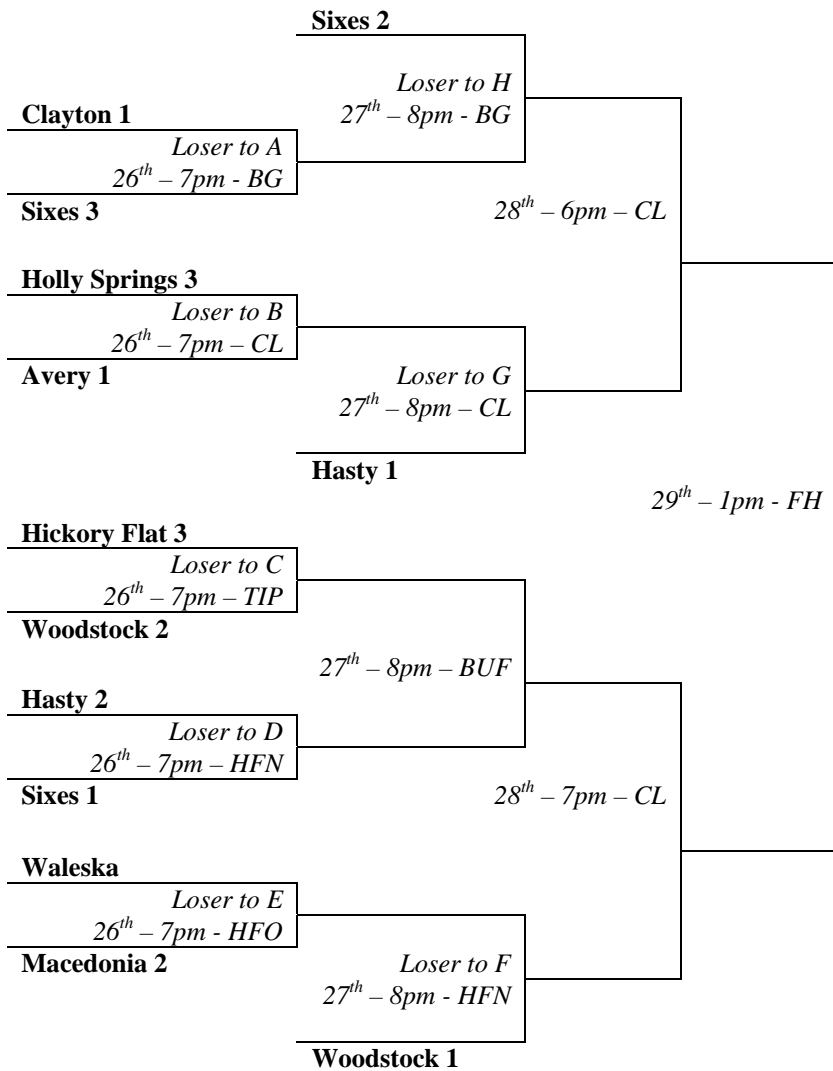 Sixes 2
Loser to H
27th – 8pm - BG
Clayton 1
Loser to A
26th – 7pm - BG
Sixes 3
28th – 6pm – CL
Holly Springs 3
Loser to B
26th – 7pm – CL
Avery 1
Loser to G
27th – 8pm – CL
Hasty 1
29th – 1pm - FH
Hickory Flat 3
Loser to C
26th – 7pm – TIP
Woodstock 2
27th – 8pm – BUF
Hasty 2
Loser to D
26th – 7pm – HFN
Sixes 1
28th – 7pm – CL
Waleska
Loser to E
26th – 7pm - HFO
Macedonia 2
Loser to F
27th – 8pm - HFN
Woodstock 1